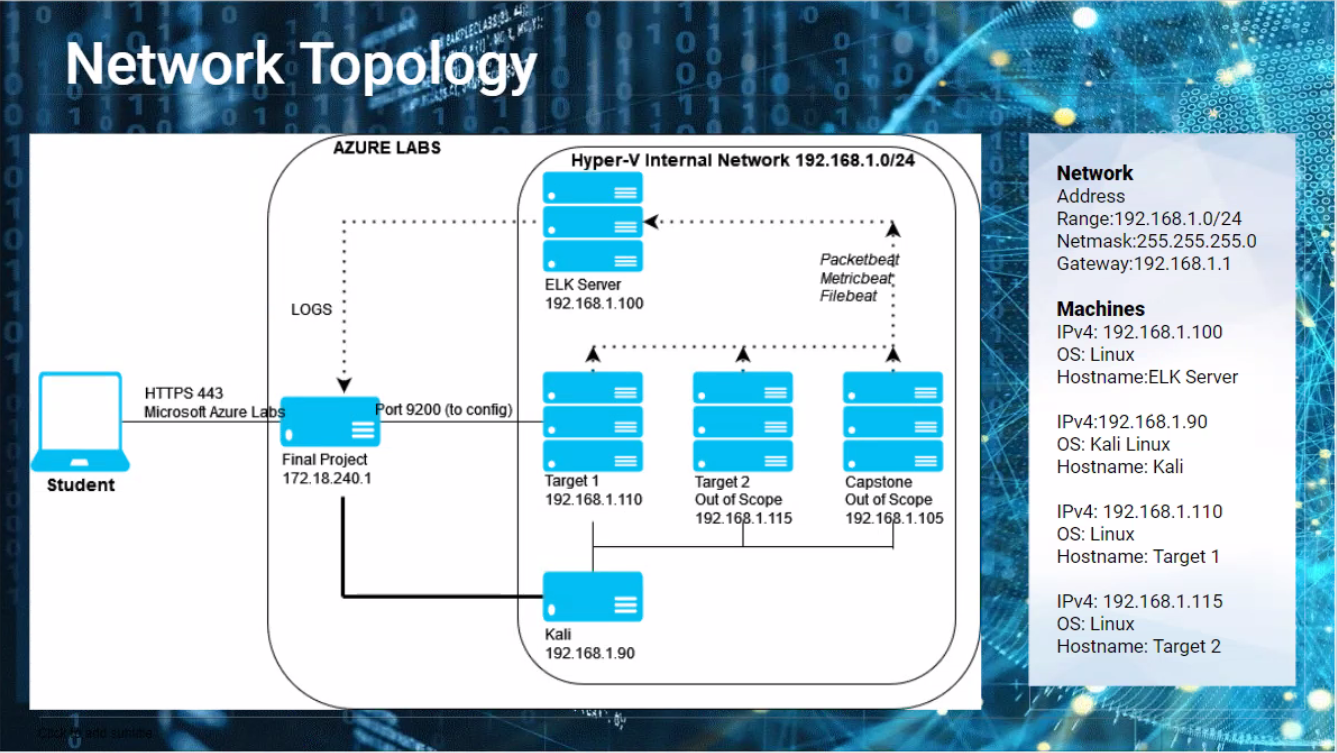 Network Topology
AZURE LABS
Hyper-V Internal Network 192.168.1.0/24
Packetbeat
Metricbeat
Filebeat
ELK Server
192.168.1.100
LOGS
HTTPS 443
Microsoft Azure Labs
Port 9200 (to config)
Student
Final Project
172.18.240.1
Target 1
192.168.1.110
Target 2
Out of Scope
192.168.1.115
Capstone
Out of Scope
192.168.1.105
Kali
192.168.1.90
Network
Address
Range:192.168.1.0/24
Netmask:255.255.255.0
Gateway:192.168.1.1
Machines
IPv4: 192.168.1.100
OS: Linux
Hostname:ELK Server
IPv4:192.168.1.90
OS: Kali Linux
Hostname: Kali
IPv4: 192.168.1.110
OS: Linux
Hostname: Target 1
IPv4: 192.168.1.115
OS: Linux
Hostname: Target 2